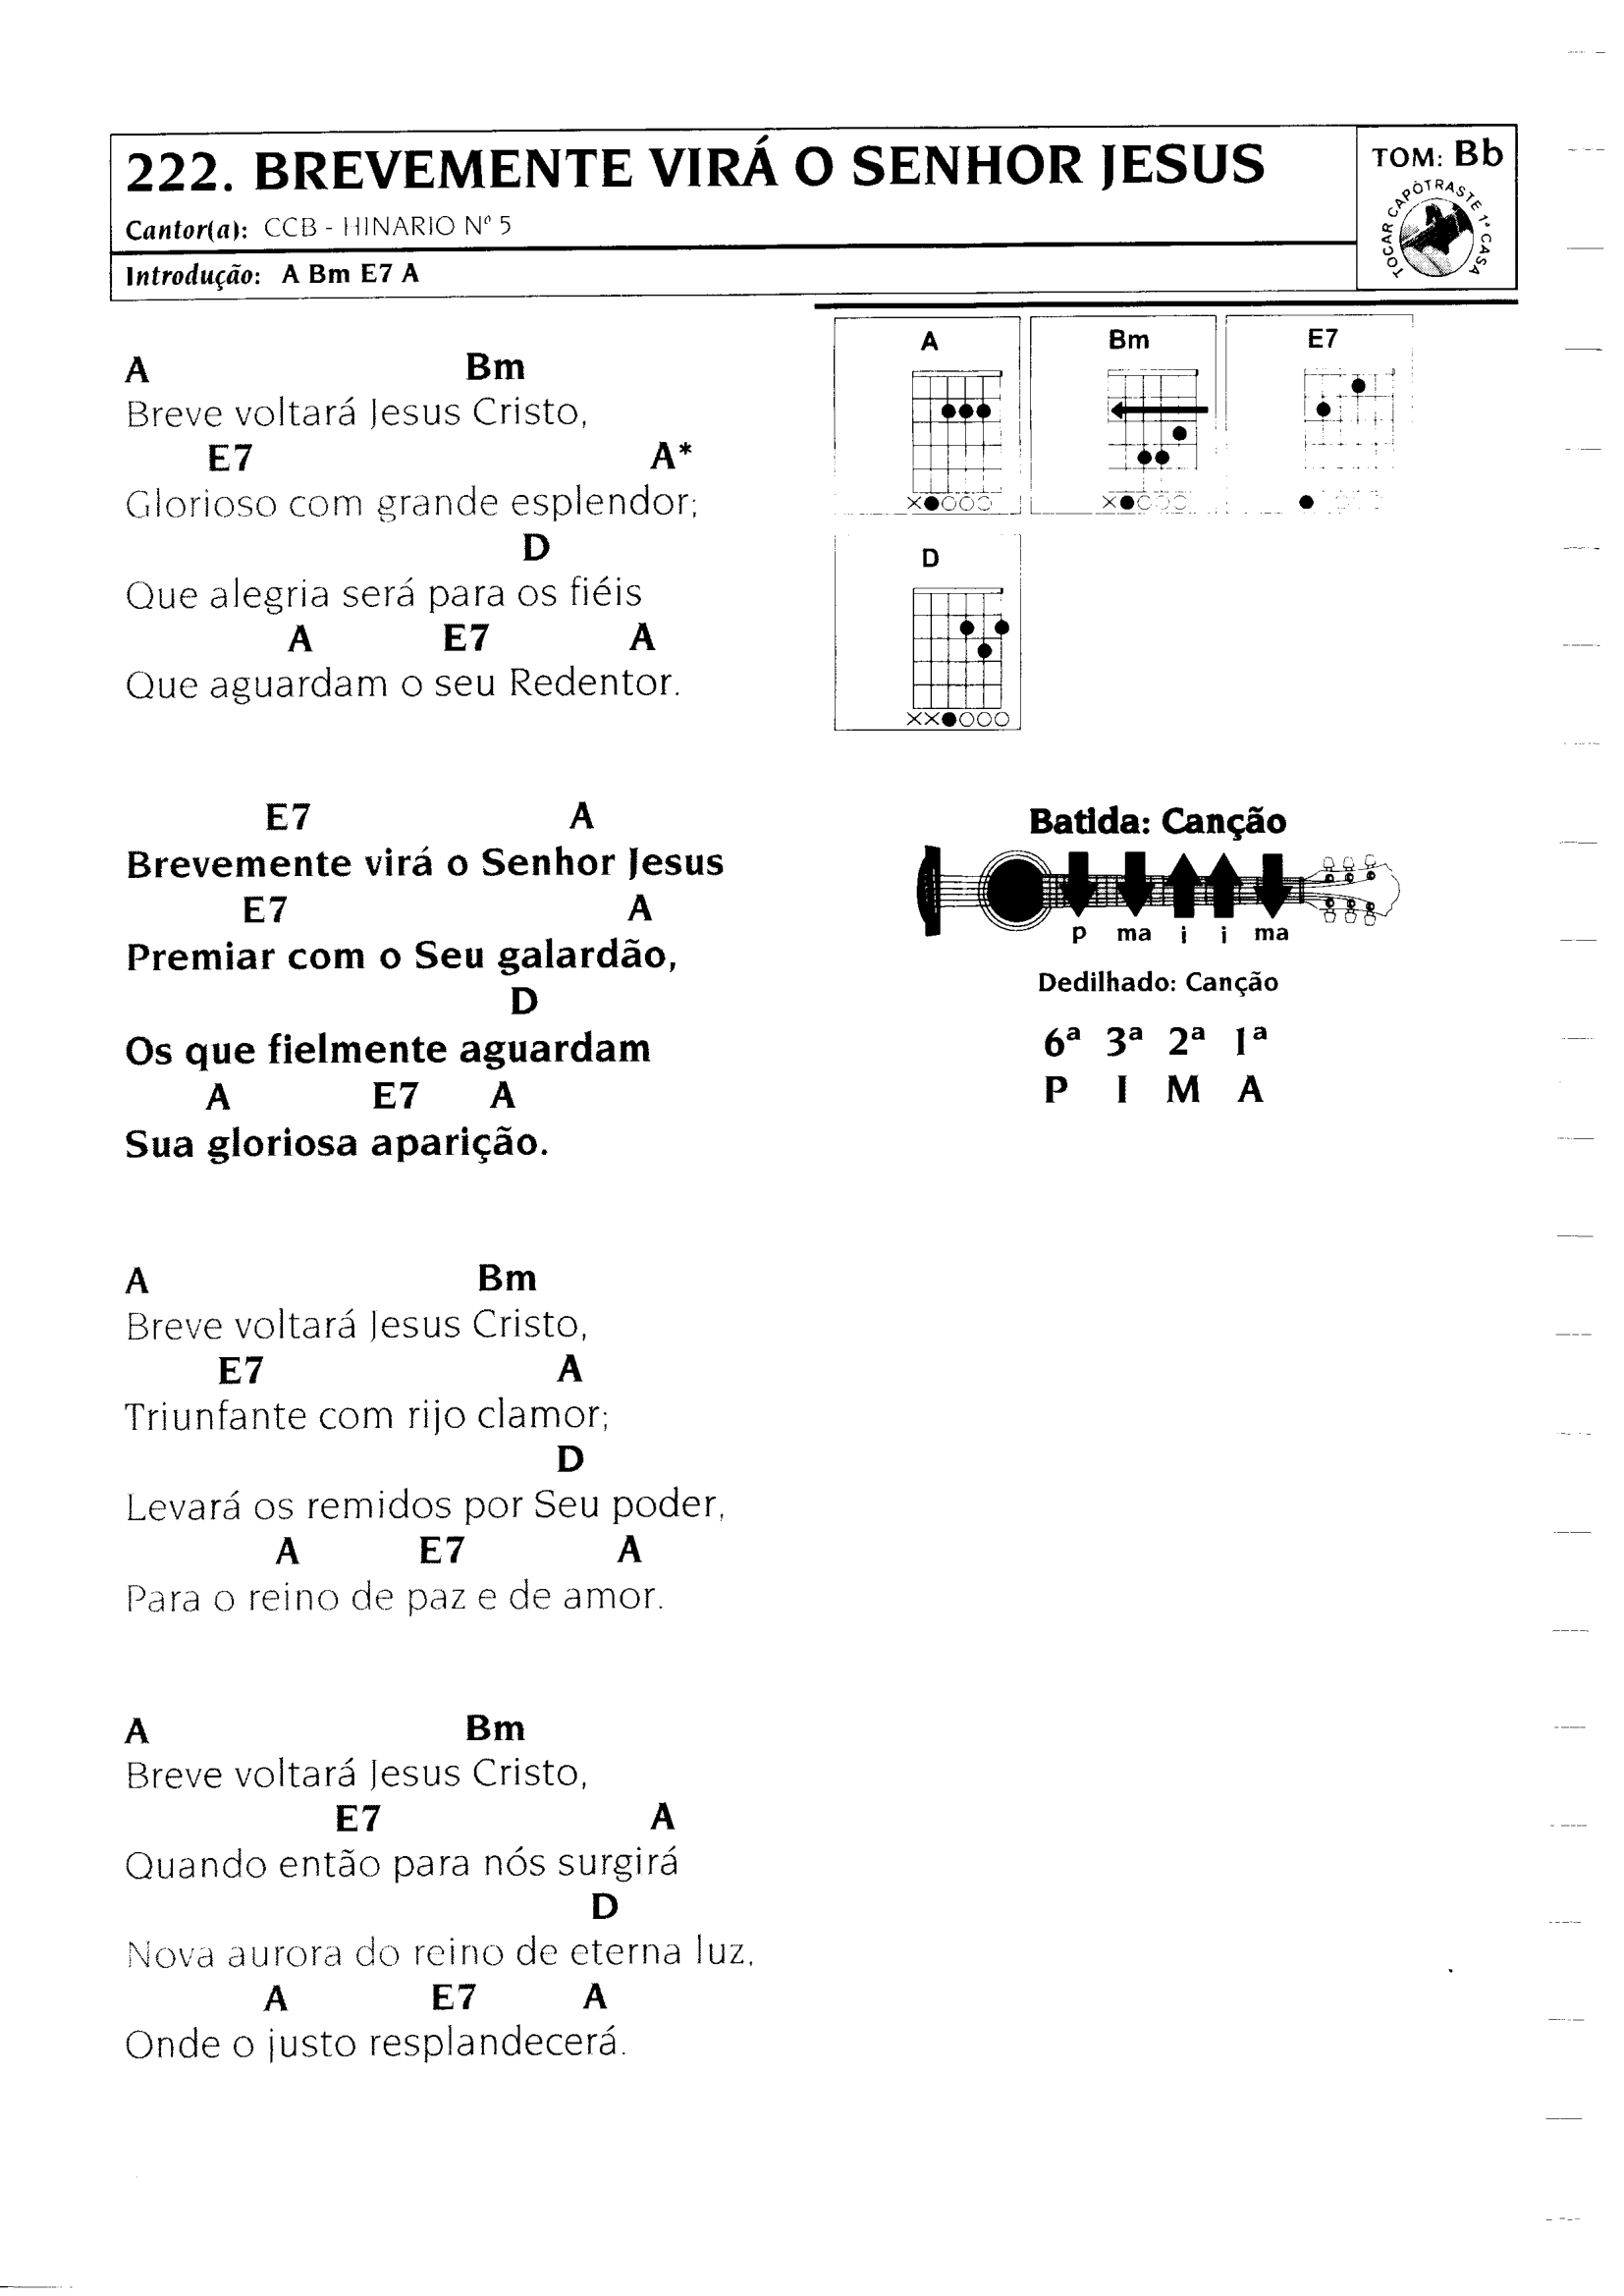 222. BREVEMENTE VIRÁ O SENHOR JESUS
Cantor(a): CCB - HINARIO Nº 5
Introdução: A Bm E7 A
TOM: Bb
TOCAR CAPÓTRASTE 1ª CASA
A Bm
Breve voltará Jesus Cristo,
E7 A*
Glorioso com grande esplendor;
D
Que alegria será para os fiéis
A E7 A
Que aguardam o seu Redentor.
E7 A
Brevemente virá o Senhor Jesus
E7 A
Premiar com o Seu galardão,
D
Os que fielmente aguardam
A E7 A
Sua gloriosa aparição.
A Bm
Breve voltará Jesus Cristo,
E7 A
Triunfante com rijo clamor;
D
Levará os remidos por Seu poder,
A E7 A
Para o reino de paz e de amor.
A Bm
Breve voltará Jesus Cristo,
E7 A
Quando então para nós surgirá
D
Nova aurora do reino de eterna luz,
A E7 A
Onde o justo resplandecerá.
A Bm E7
D
Batida: Canção
p ma i i ma
Dedilhado: Canção
6ª 3ª 2ª 1ª
P I M A